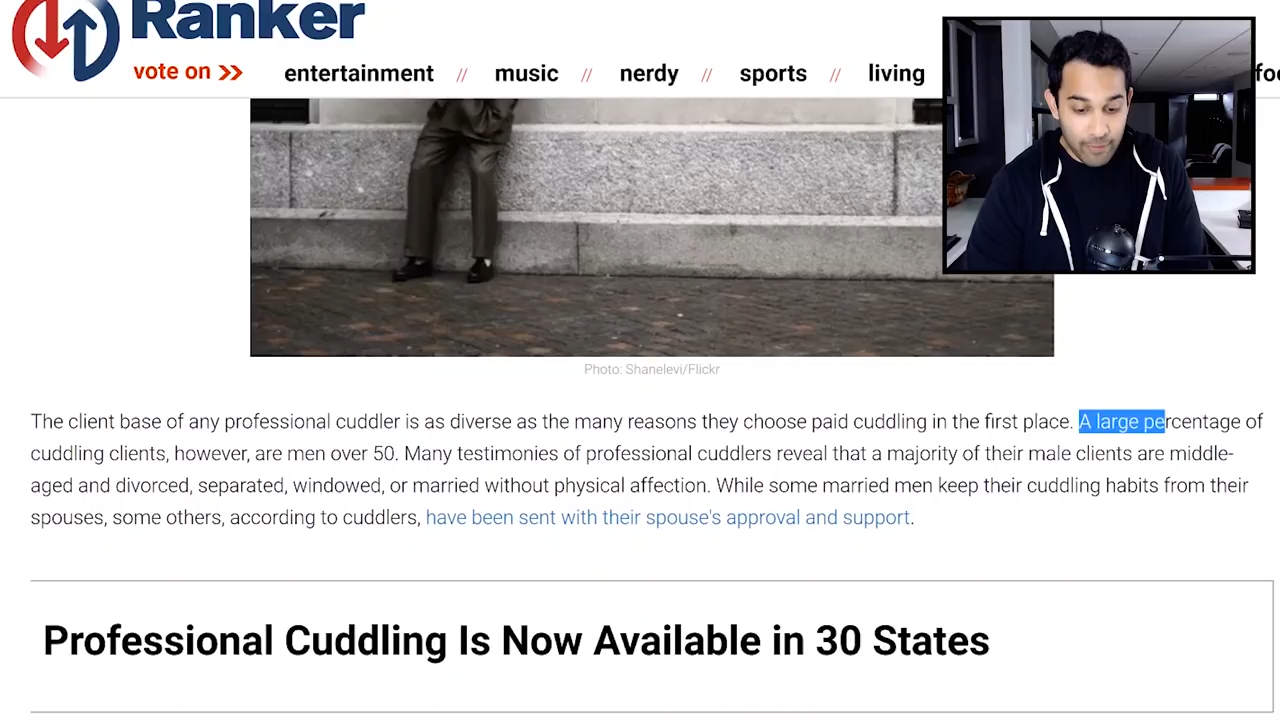 Ranker
vote on >> entertainment // music // nerdy // sports // living foo
Photo: Shanelevi/Flickr
The client base of any professional cuddler is as diverse as the many reasons they choose paid cuddling in the first place. A large percentage of
cuddling clients, however, are men over 50. Many testimonies of professional cuddlers reveal that a majority of their male clients are middle-
aged and divorced, separated, windowed, or married without physical affection. While some married men keep their cuddling habits from their
spouses, some others, according to cuddlers, have been sent with their spouse's approval and support.
Professional Cuddling Is Now Available in 30 States